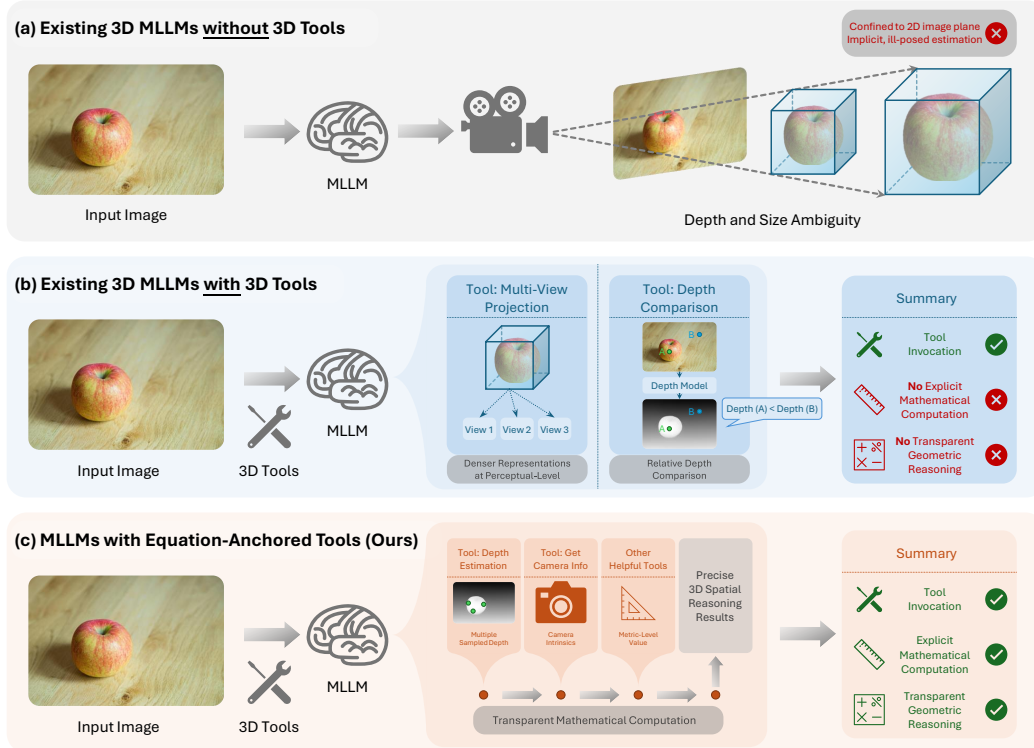 (a) Existing 3D MLLMs without 3D Tools
Confined to 2D image plane
Implicit, ill-posed estimation
Input Image
MLLM
Depth and Size Ambiguity
(b) Existing 3D MLLMs with 3D Tools
Input Image
3D Tools
MLLM
Tool: Multi-View
Projection
View 1
View 2
View 3
Denser Representations
at Perceptual-Level
Tool: Depth
Comparison
A
B
Depth Model
A
B
Depth (A) < Depth (B)
Relative Depth
Comparison
Summary
Tool
Invocation
No Explicit
Mathematical
Computation
No Transparent
Geometric
Reasoning
(c) MLLMs with Equation-Anchored Tools (Ours)
Input Image
3D Tools
MLLM
Tool: Depth
Estimation
Multiple
Sampled Depth
Tool: Get
Camera Info
Camera
Intrinsics
Other
Helpful Tools
Metric-Level
Value
Precise
3D Spatial
Reasoning
Results
Transparent Mathematical Computation
Summary
Tool
Invocation
Explicit
Mathematical
Computation
Transparent
Geometric
Reasoning